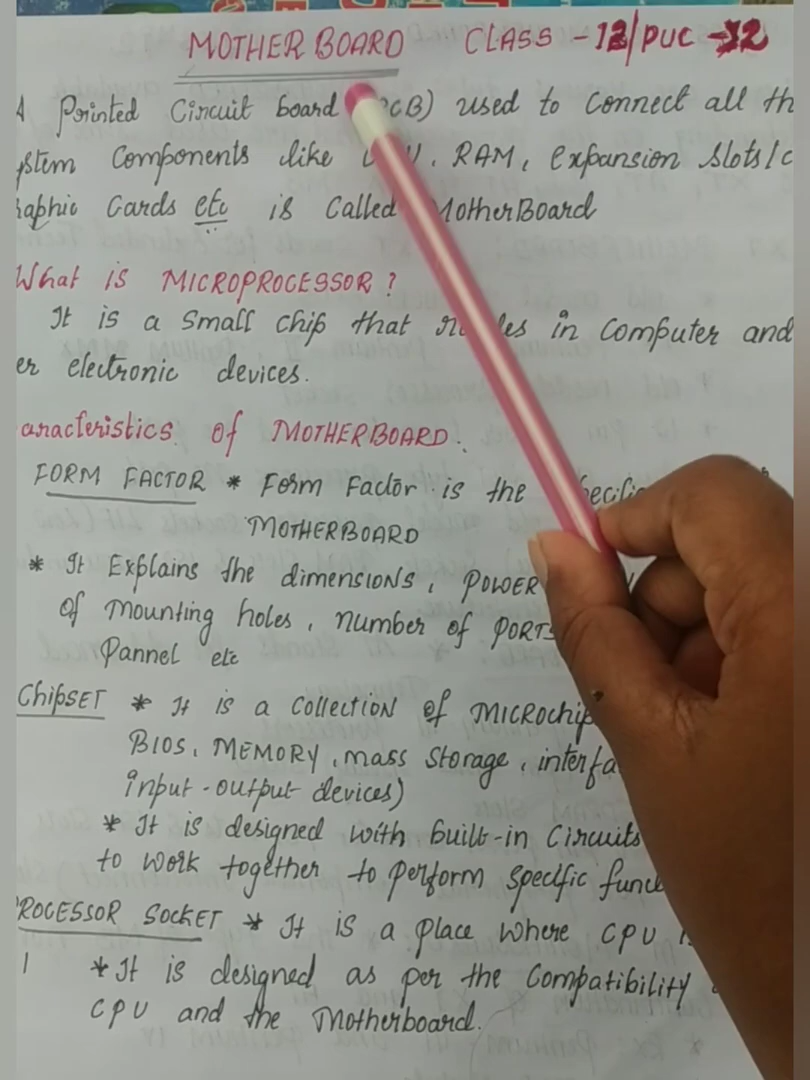 MOTHER BOARD CLASS - 12/PUC - 12
A Printed Circuit board (PCB) used to Connect all th
ystem Components like U. RAM, Expansion Slots/c
raphic Cards etc is Called MotherBoard
What is MICROPROCESSOR?
It is a small chip that in computer and
er electronic devices.
aracteristics of MOTHERBOARD.
FORM FACTOR * Form Factor is the
MOTHERBOARD
* It Explains the dimensions, POWER
of mounting holes, number of PORTS
Pannel etc
ChipSET * It is a Collection of MICROchip
BIOS, MEMORY, mass storage, interfa
input-output devices)
* It is designed with built-in Circuits
to work together to perform specific func
PROCESSOR SOCKET * It is a place where CPU
* It is designed as per the Compatibility
CPU and the Motherboard.